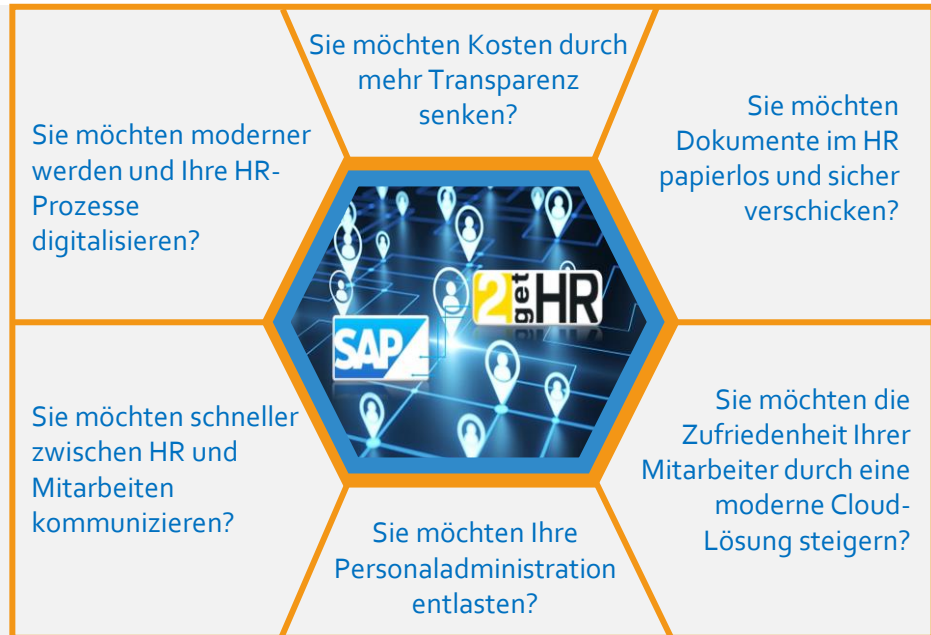 Sie möchten Kosten durch
mehr Transparenz
senken?
Sie möchten moderner
werden und Ihre HR-
Prozesse
digitalisieren?
Sie möchten
Dokumente im HR
papierlos und sicher
verschicken?
2getHR
SAP
Sie möchten schneller
zwischen HR und
Mitarbeiten
kommunizieren?
Sie möchten die
Zufriedenheit Ihrer
Mitarbeiter durch eine
moderne Cloud-
Lösung steigern?
Sie möchten Ihre
Personaladministration
entlasten?